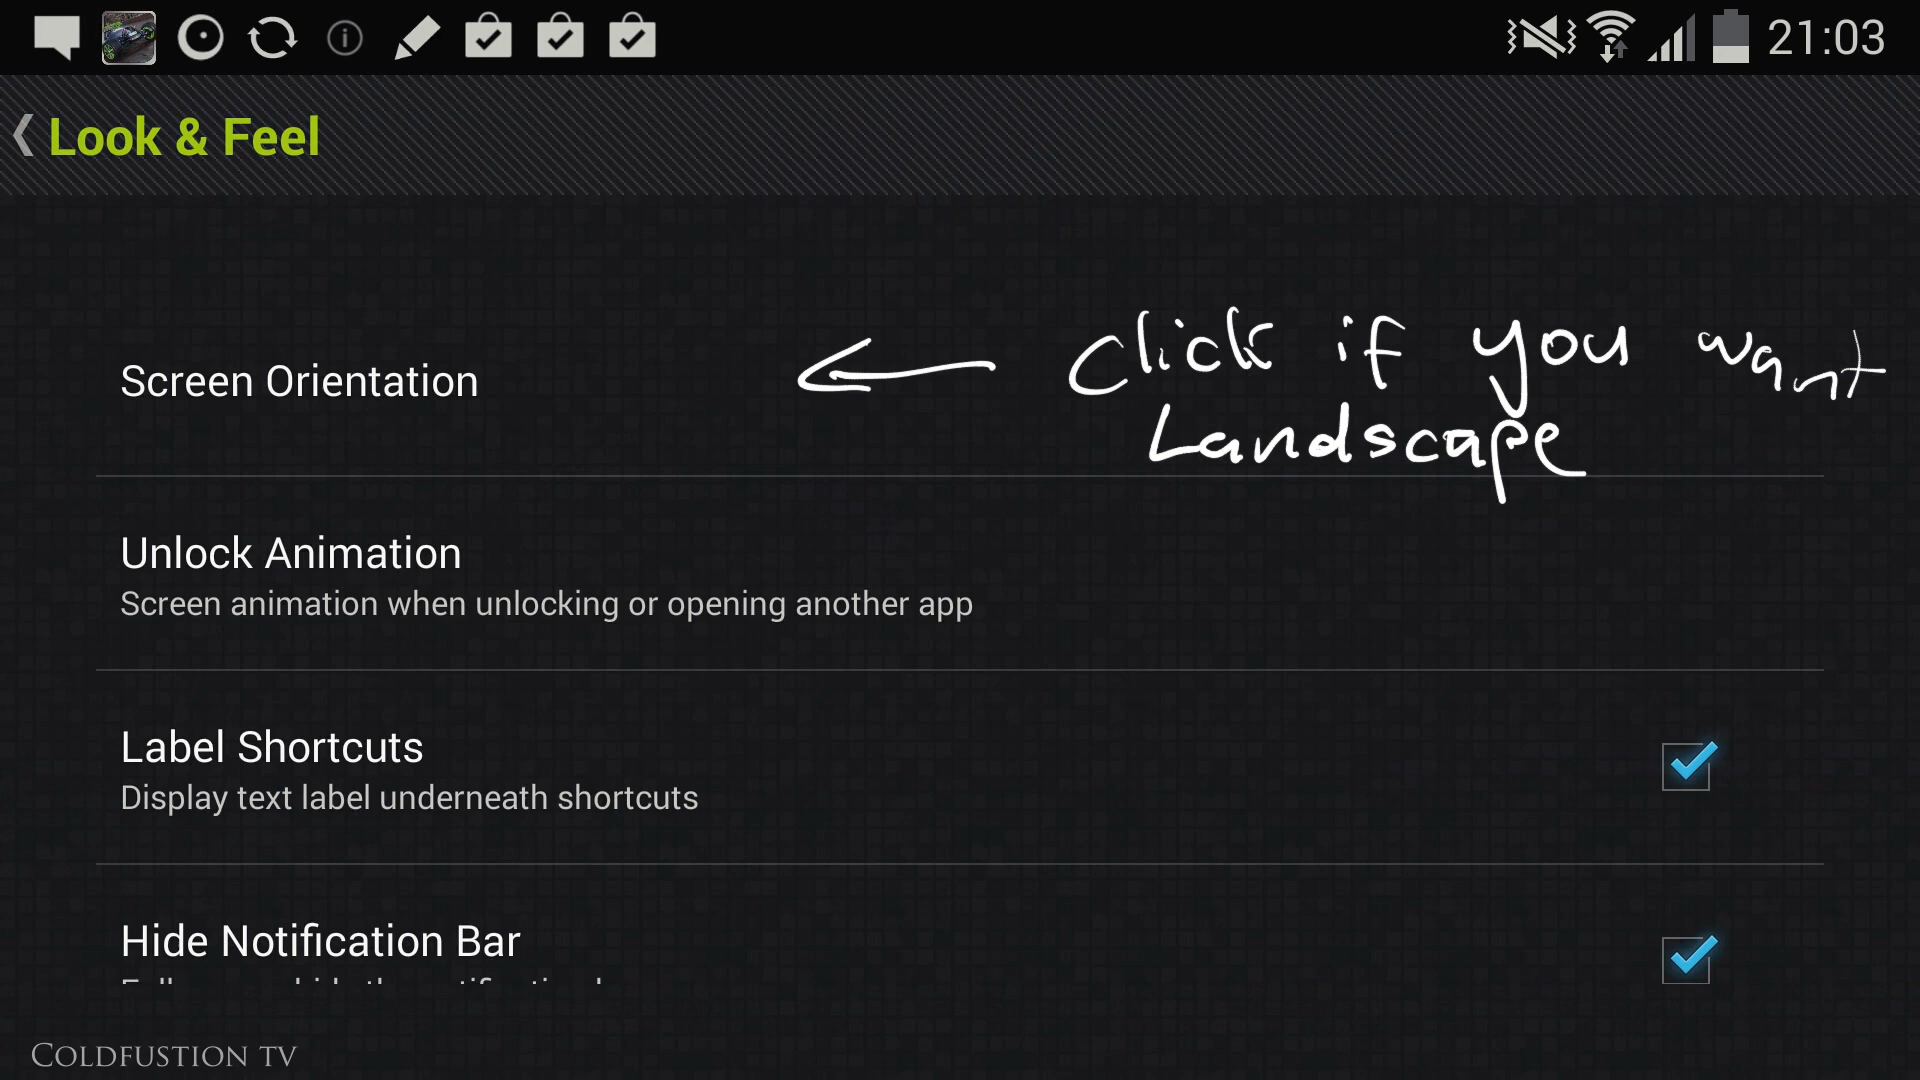 21:03
Look & Feel
Screen Orientation
Click if you want
Landscape
Unlock Animation
Screen animation when unlocking or opening another app
Label Shortcuts
Display text label underneath shortcuts
Hide Notification Bar
COLDFUSTION TV